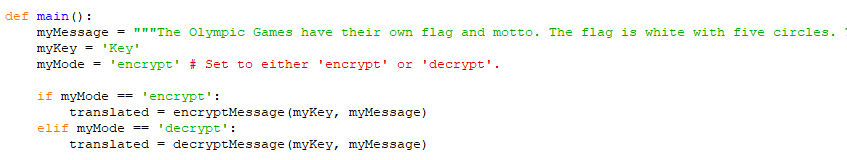 def main():
    myMessage = """The Olympic Games have their own flag and motto. The flag is white with five circles.
    myKey = 'Key'
    myMode = 'encrypt' # Set to either 'encrypt' or 'decrypt'.

    if myMode == 'encrypt':
        translated = encryptMessage(myKey, myMessage)
    elif myMode == 'decrypt':
        translated = decryptMessage(myKey, myMessage)